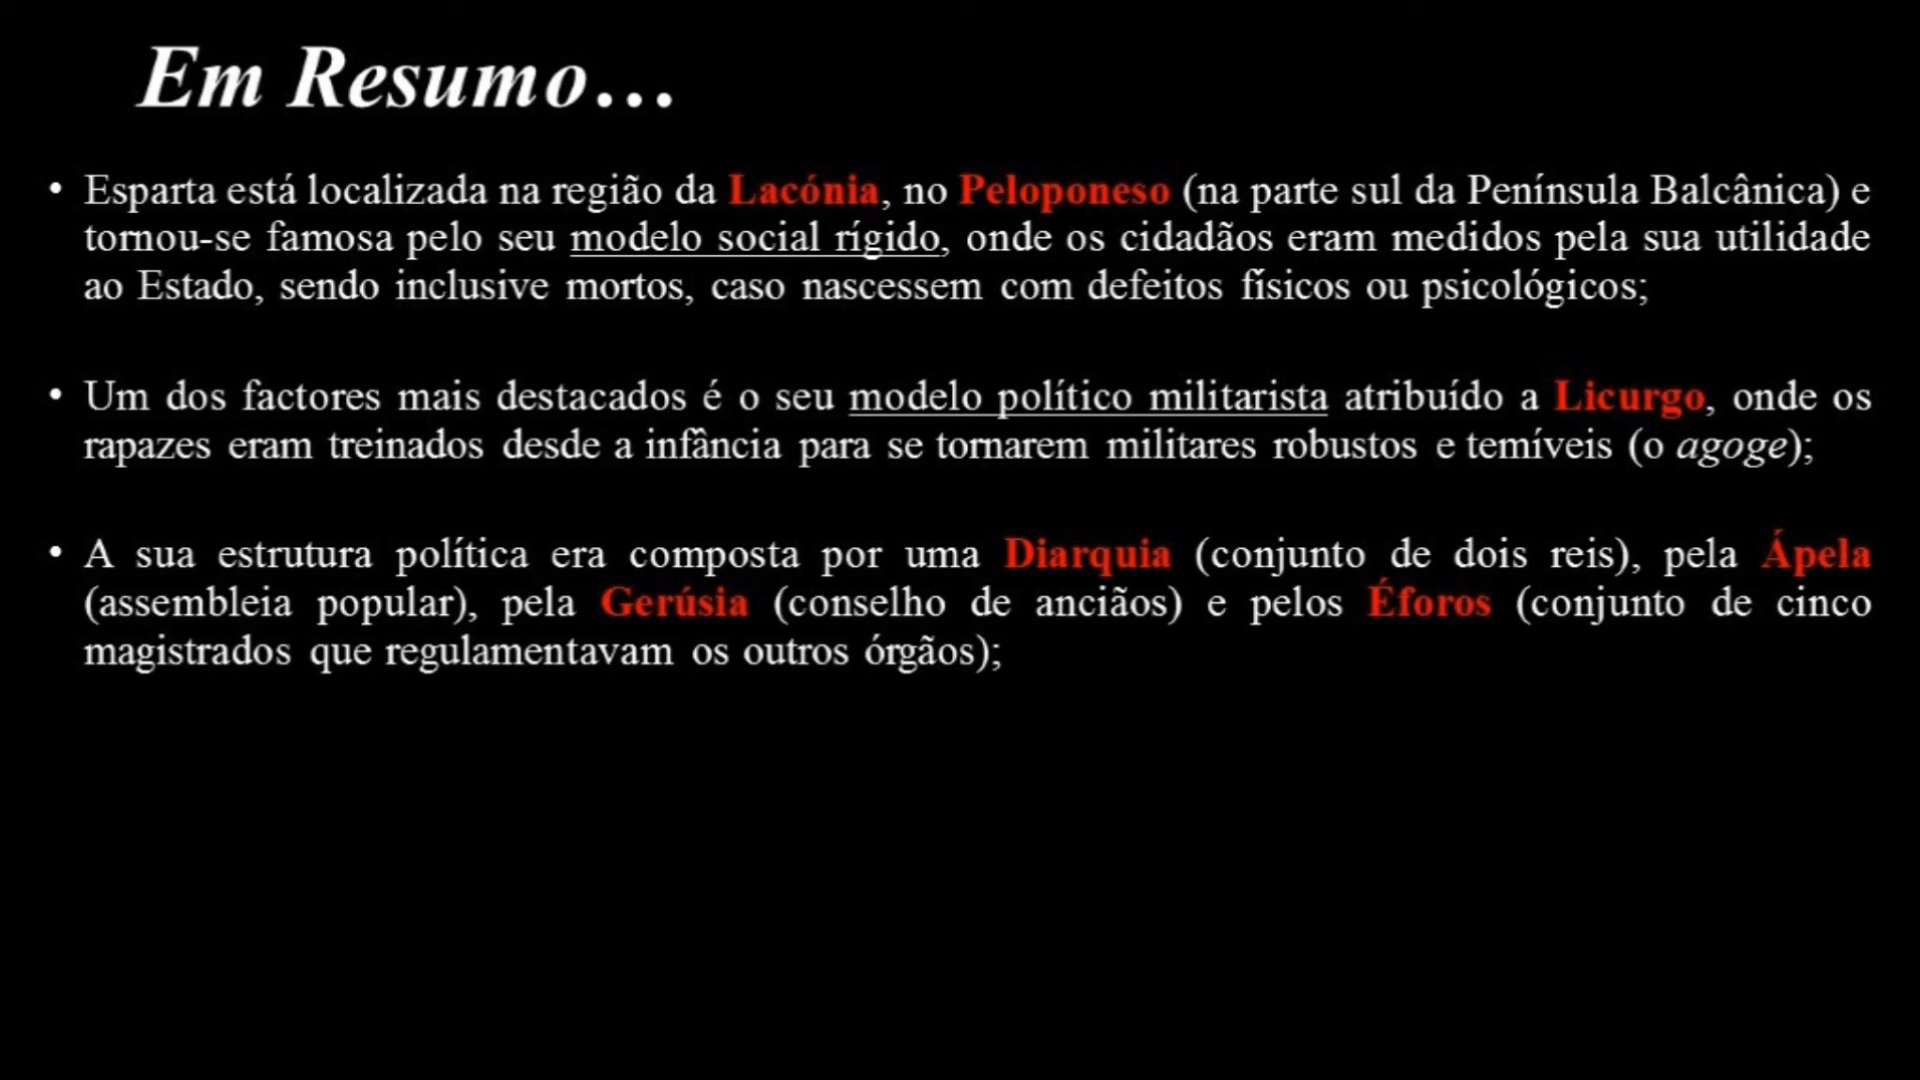 Em Resumo...
• Esparta está localizada na região da Lacónia, no Peloponeso (na parte sul da Península Balcânica) e
tornou-se famosa pelo seu modelo social rígido, onde os cidadãos eram medidos pela sua utilidade
ao Estado, sendo inclusive mortos, caso nascessem com defeitos físicos ou psicológicos;
• Um dos factores mais destacados é o seu modelo político militarista atribuído a Licurgo, onde os
rapazes eram treinados desde a infância para se tornarem militares robustos e temíveis (o agoge);
• A sua estrutura política era composta por uma Diarquia (conjunto de dois reis), pela Ápela
(assembleia popular), pela Gerúsia (conselho de anciãos) e pelos Éforos (conjunto de cinco
magistrados que regulamentavam os outros órgãos);